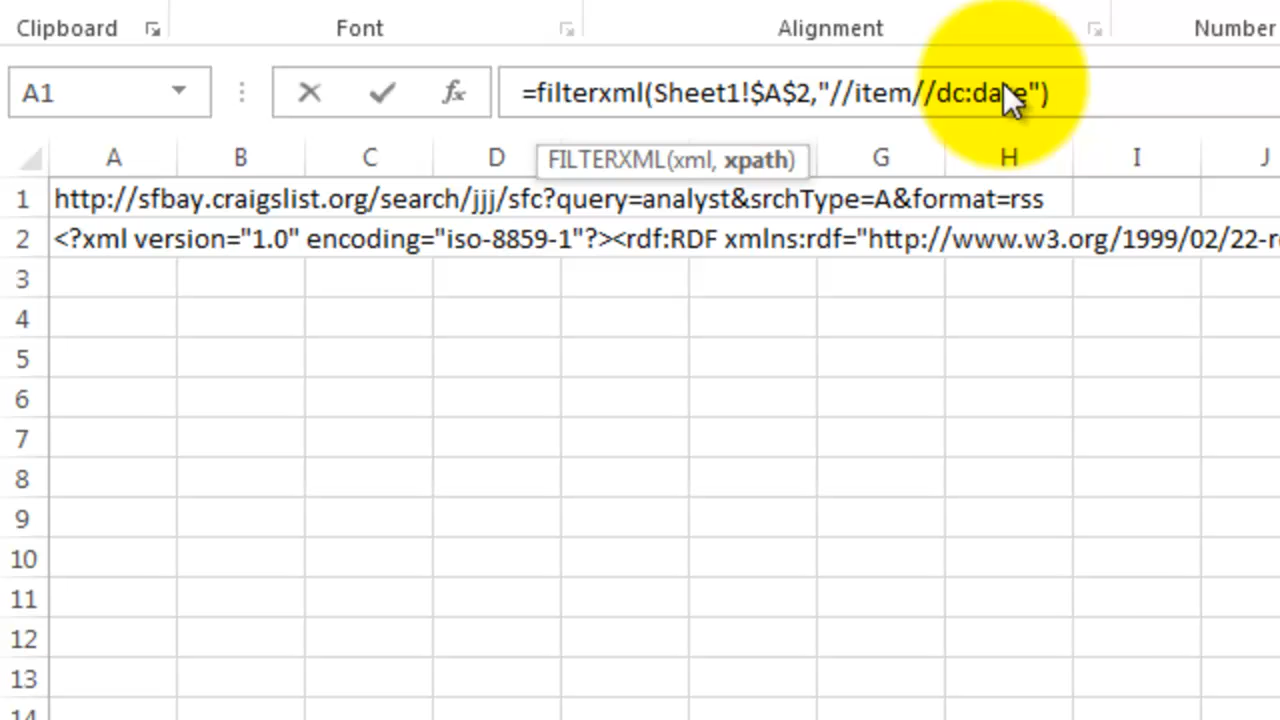 Clipboard Font Alignment Number
A1 fx =filterxml(Sheet1!$A$2,"//item//dc:date")
A B C D G H I J
FILTERXML(xml, xpath)
1 http://sfbay.craigslist.org/search/jjj/sfc?query=analyst&srchType=A&format=rss
2 <?xml version="1.0" encoding="iso-8859-1"?><rdf:RDF xmlns:rdf="http://www.w3.org/1999/02/22-r
3
4
5
6
7
8
9
10
11
12
13
14